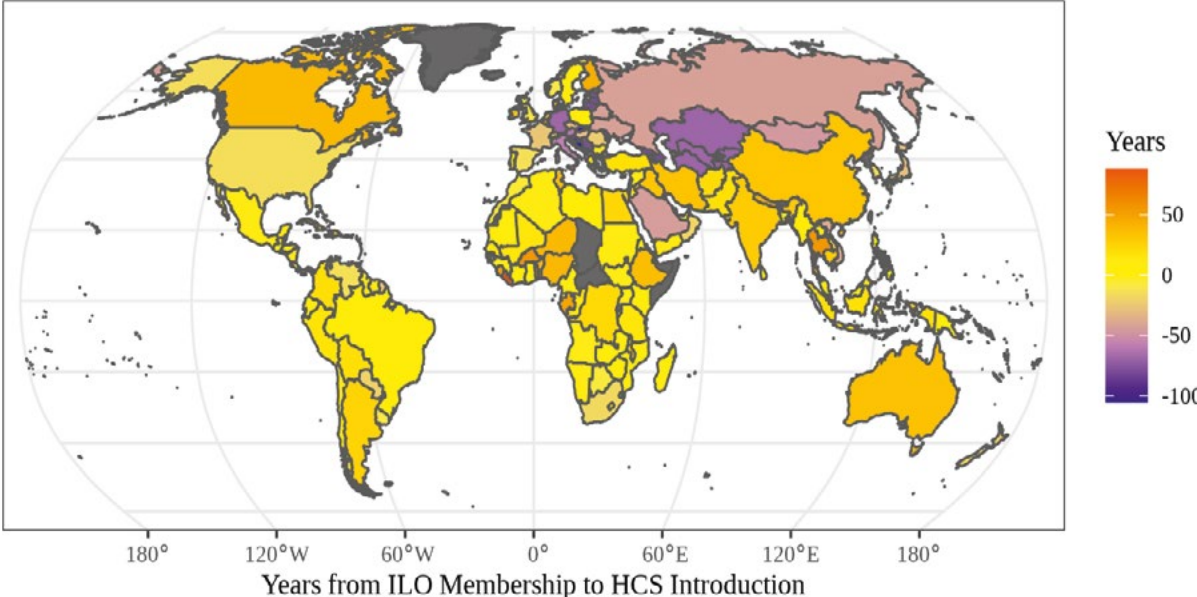 Years
50
0
-50
-100
180°
120°W
60°W
0°
60°E
120°E
180°
Years from ILO Membership to HCS Introduction